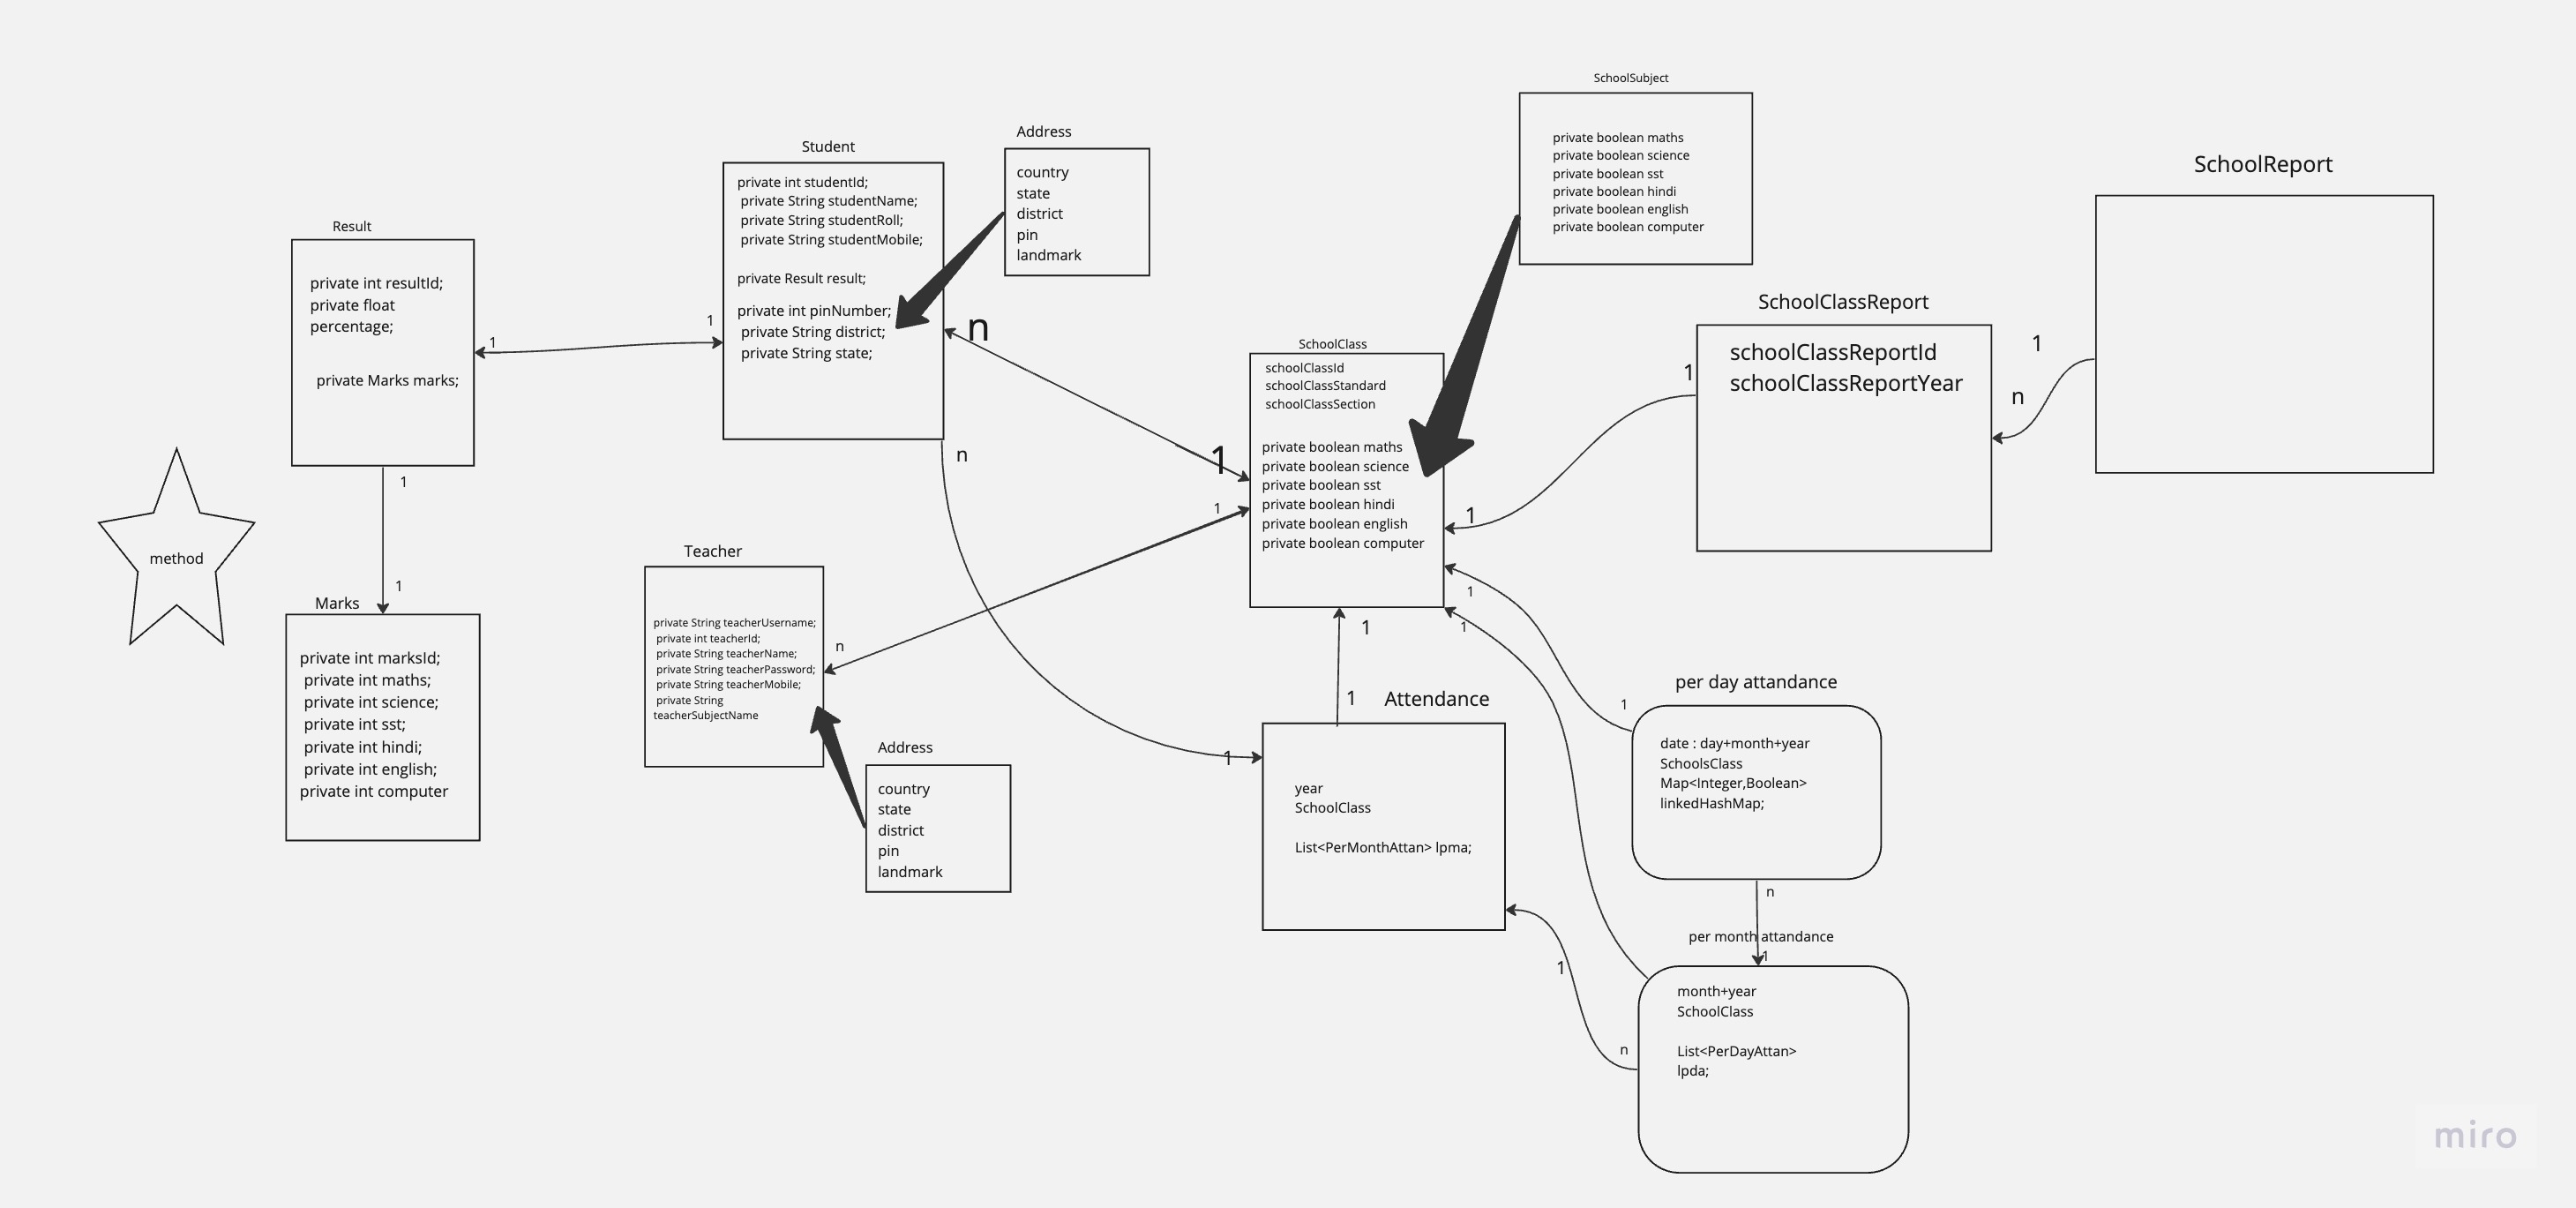 SchoolSubject
private boolean maths
private boolean science
private boolean sst
private boolean hindi
private boolean english
private boolean computer
Address
country
state
district
pin
landmark
Student
private int studentId;
private String studentName;
private String studentRoll;
private String studentMobile;
private Result result;
private int pinNumber;
private String district;
private String state;
SchoolReport
Result
private int resultId;
private float
percentage;
private Marks marks;
1
1
n
1
n
SchoolClassReport
schoolClassReportId
schoolClassReportYear
1
n
1
1
SchoolClass
schoolClassId
schoolClassStandard
schoolClassSection
private boolean maths
private boolean science
private boolean sst
private boolean hindi
private boolean english
private boolean computer
1
1
method
Marks
private int marksId;
private int maths;
private int science;
private int sst;
private int hindi;
private int english;
private int computer
1
n
Teacher
private String teacherUsername;
private int teacherId;
private String teacherName;
private String teacherPassword;
private String teacherMobile;
private String
teacherSubjectName
Address
country
state
district
pin
landmark
1
1
1
1
1
1
Attendance
year
SchoolClass
List<PerMonthAttan> lpma;
per day attandance
date : day+month+year
SchoolsClass
Map<Integer,Boolean>
linkedHashMap;
n
1
per month attandance
1
n
month+year
SchoolClass
List<PerDayAttan>
lpda;
miro